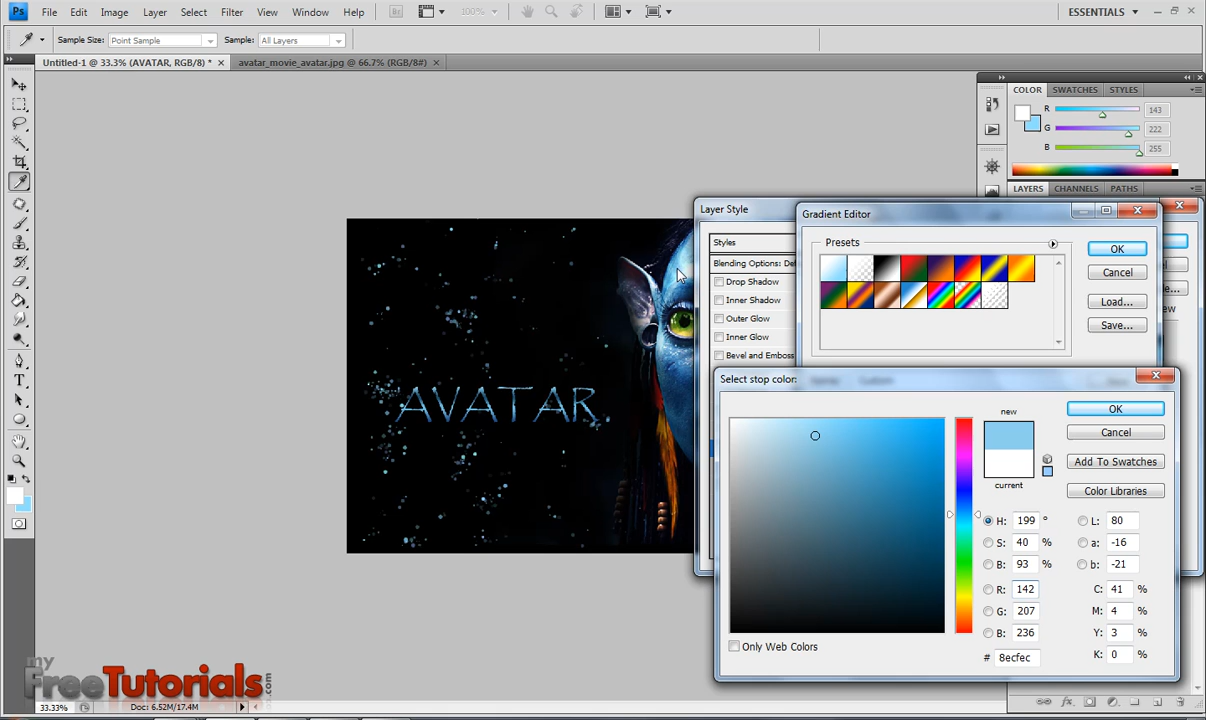 Ps File Edit Image Layer Select Filter View Window Help Br 100% ESSENTIALS
Sample Size: Point Sample Sample: All Layers
Untitled-1 @ 33.3% (AVATAR, RGB/8) * × avatar_movie_avatar.jpg @ 66.7% (RGB/8#) ×
COLOR SWATCHES STYLES
R 143
G 222
B 255
LAYERS CHANNELS PATHS
Layer Style
Gradient Editor
Styles
Presets
OK
Blending Options: Def
Cancel
Drop Shadow
Inner Shadow
Load...
Outer Glow
Save...
Inner Glow
Bevel and Emboss
Select stop color:
Custom
AVATAR
new
OK
Cancel
Add To Swatches
current
Color Libraries
H: 199 ° L: 80
S: 40 % a: -16
B: 93 % b: -21
R: 142 C: 41 %
G: 207 M: 4 %
B: 236 Y: 3 %
Only Web Colors
# 8ecfec K: 0 %
my
FreeTutorials.com
33.33% Doc: 6.52M/17.4M